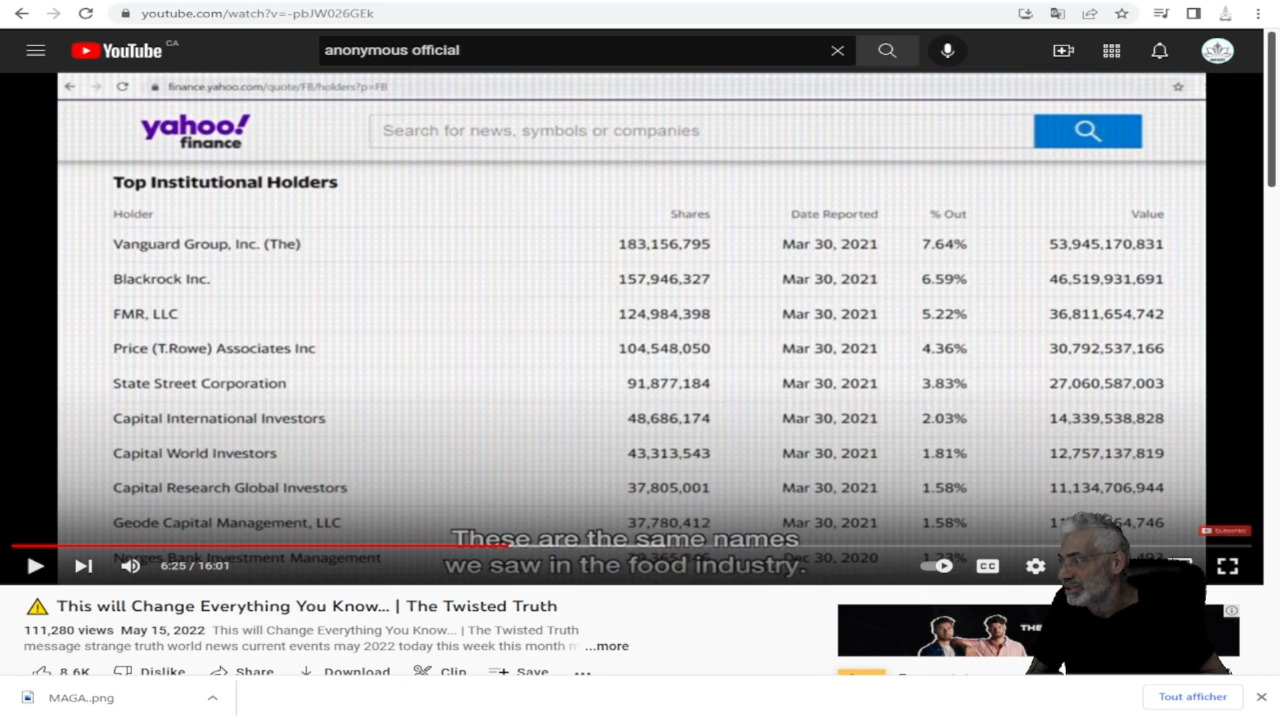 youtube.com/watch?v=-pbJW026GEk
YouTube CA
anonymous official
finance.yahoo.com/quote/FB/holders?p=FB
yahoo! finance
Search for news, symbols or companies
Top Institutional Holders
Holder Shares Date Reported % Out Value
Vanguard Group, Inc. (The) 183,156,795 Mar 30, 2021 7.64% 53,945,170,831
Blackrock Inc. 157,946,327 Mar 30, 2021 6.59% 46,519,931,691
FMR, LLC 124,984,398 Mar 30, 2021 5.22% 36,811,654,742
Price (T.Rowe) Associates Inc 104,548,050 Mar 30, 2021 4.36% 30,792,537,166
State Street Corporation 91,877,184 Mar 30, 2021 3.83% 27,060,587,003
Capital International Investors 48,686,174 Mar 30, 2021 2.03% 14,339,538,828
Capital World Investors 43,313,543 Mar 30, 2021 1.81% 12,757,137,819
Capital Research Global Investors 37,805,001 Mar 30, 2021 1.58% 11,134,706,944
Geode Capital Management, LLC 37,780,412 Mar 30, 2021 1.58%
Subscribe
These are the same names
Norges Bank Investment Management Dec 30, 2020 1.23%
we saw in the food industry.
6:25 / 16:01
CC
This will Change Everything You Know... | The Twisted Truth
111,280 views May 15, 2022 This will Change Everything You Know... | The Twisted Truth
message strange truth world news current events may 2022 today this week this month ...more
THE
8.6K Dislike Share Download Clip Save
MAGA..png
Tout afficher